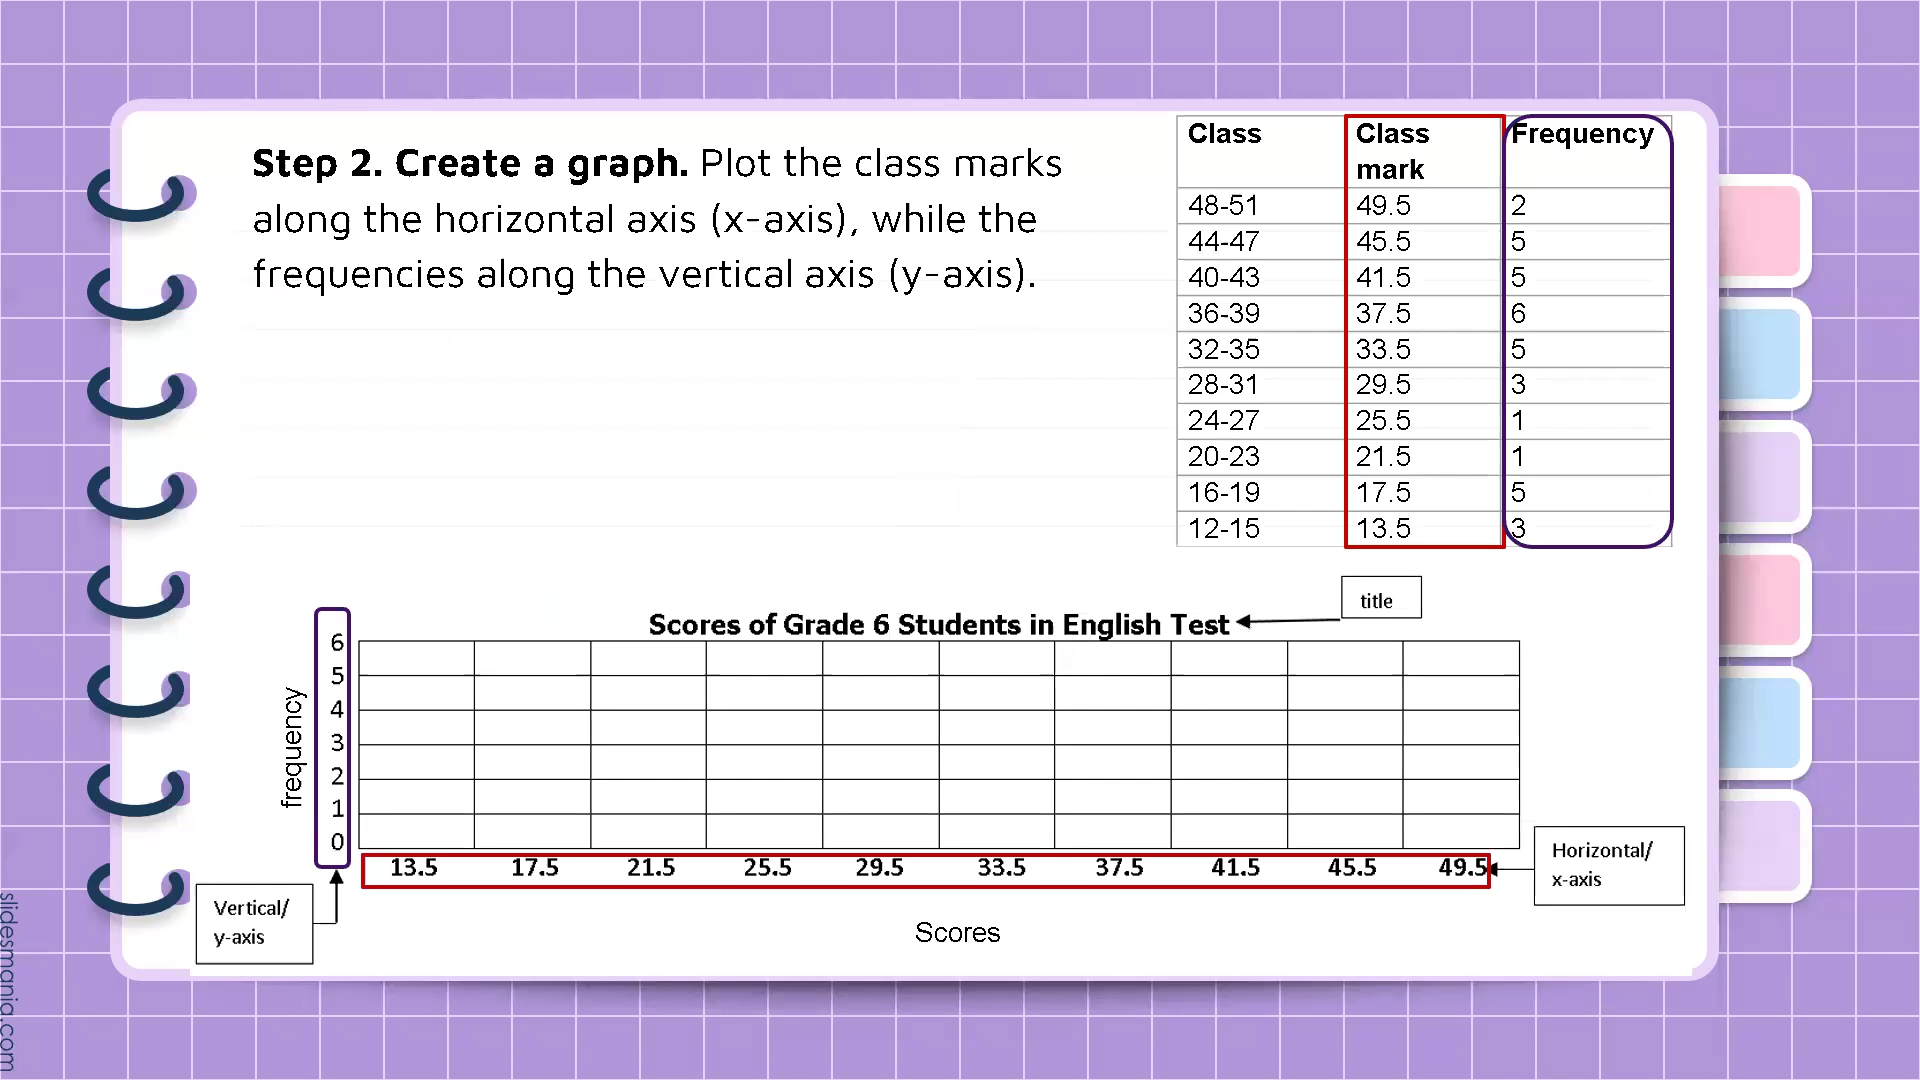 Step 2. Create a graph. Plot the class marks
along the horizontal axis (x-axis), while the
frequencies along the vertical axis (y-axis).
Class Class mark Frequency
48-51 49.5 2
44-47 45.5 5
40-43 41.5 5
36-39 37.5 6
32-35 33.5 5
28-31 29.5 3
24-27 25.5 1
20-23 21.5 1
16-19 17.5 5
12-15 13.5 3
title
Scores of Grade 6 Students in English Test
frequency
6
5
4
3
2
1
0
13.5 17.5 21.5 25.5 29.5 33.5 37.5 41.5 45.5 49.5
Horizontal/
x-axis
Vertical/
y-axis
Scores
slidesmania.com